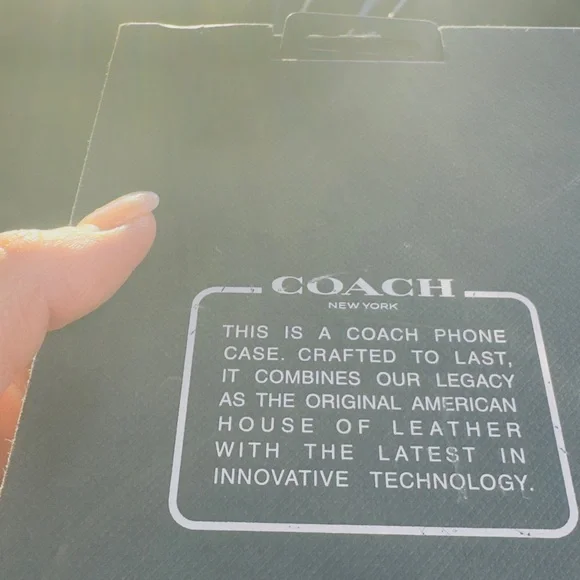 COACH
NEW YORK
THIS IS A COACH PHONE
CASE. CRAFTED TO LAST,
IT COMBINES OUR LEGACY
AS THE ORIGINAL AMERICAN
HOUSE OF LEATHER
WITH THE LATEST IN
INNOVATIVE TECHNOLOGY.